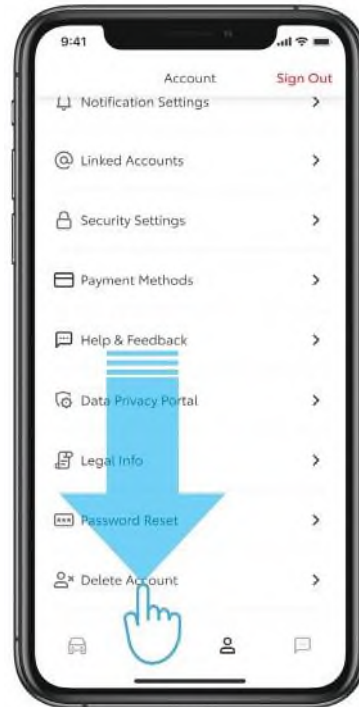 9:41
Account
Sign Out
Notification Settings
Linked Accounts
Security Settings
Payment Methods
Help & Feedback
Data Privacy Portal
Legal Info
Password Reset
Delete Account